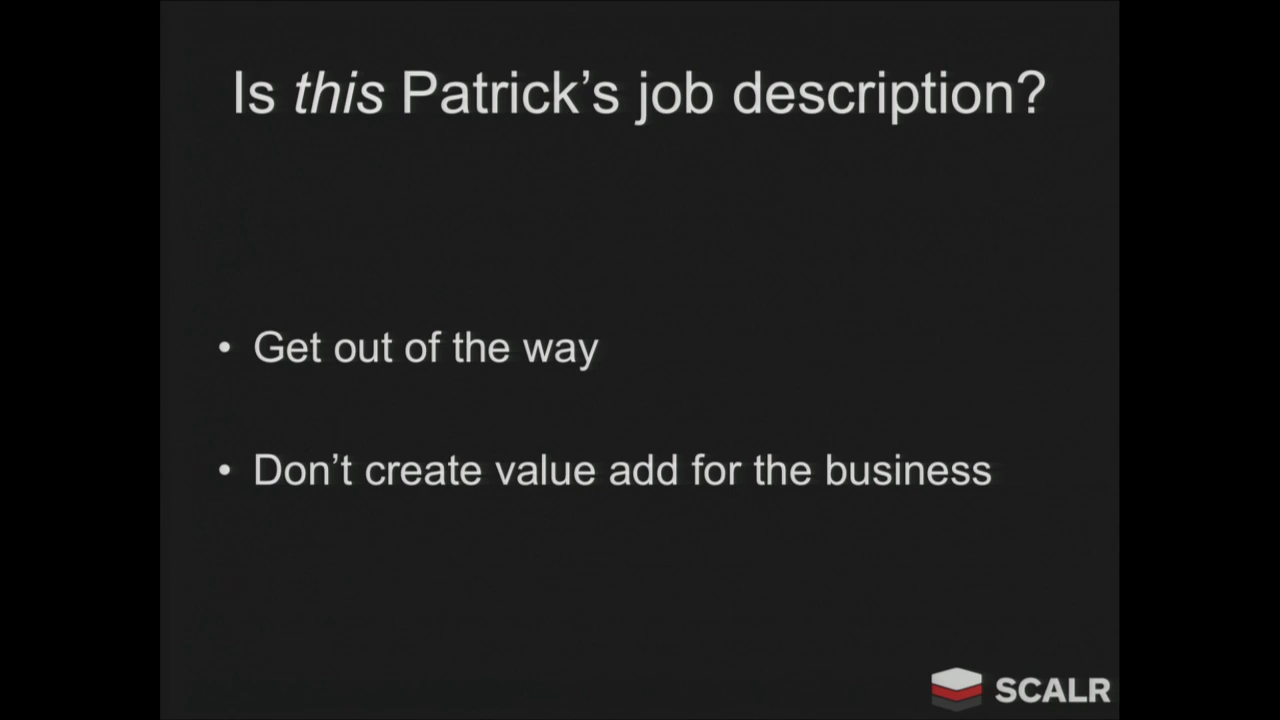 Is this Patrick’s job description?
• Get out of the way
• Don’t create value add for the business
SCALR